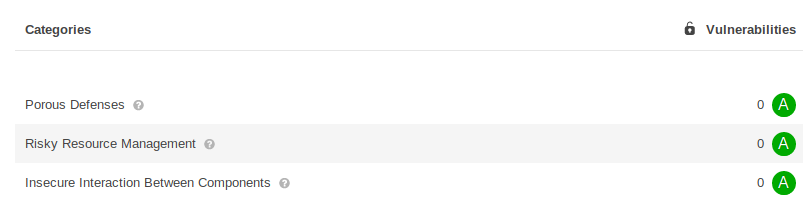 Categories Vulnerabilities
Porous Defenses ? 0 A
Risky Resource Management ? 0 A
Insecure Interaction Between Components ? 0 A